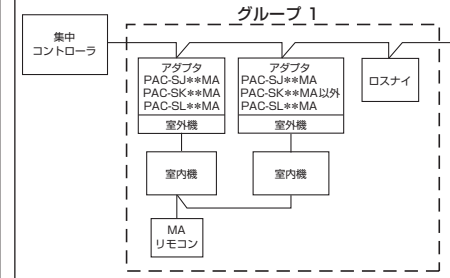 グループ 1
集中
コントローラ
アダプタ
PAC-SJ**MA
PAC-SK**MA
PAC-SL**MA
室外機
室内機
MA
リモコン
アダプタ
PAC-SJ**MA
PAC-SK**MA以外
PAC-SL**MA
室外機
室内機
ロスナイ